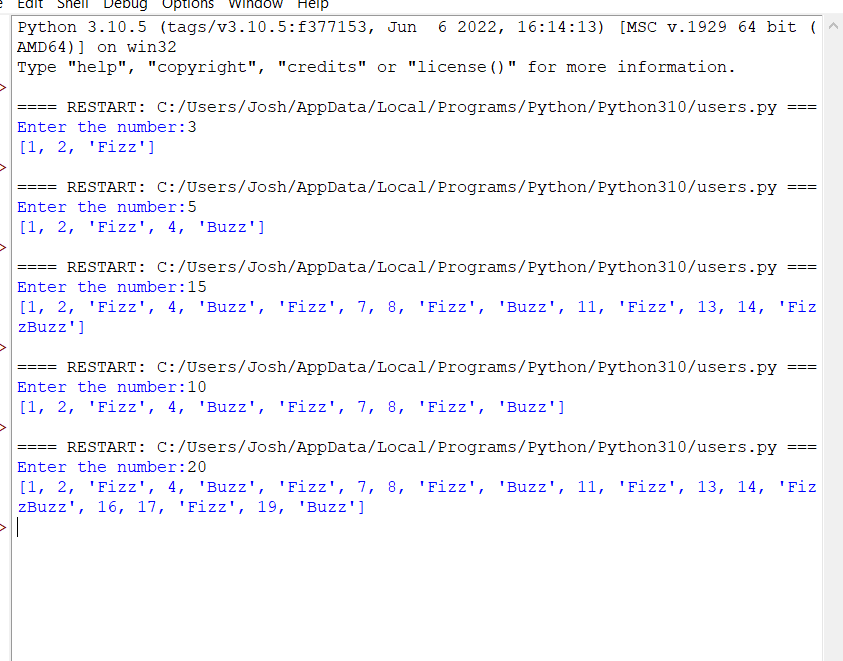 Edit Shell Debug Options Window Help
Python 3.10.5 (tags/v3.10.5:f377153, Jun  6 2022, 16:14:13) [MSC v.1929 64 bit (
AMD64)] on win32
Type "help", "copyright", "credits" or "license()" for more information.
>
==== RESTART: C:/Users/Josh/AppData/Local/Programs/Python/Python310/users.py ===
Enter the number:3
[1, 2, 'Fizz']
>
==== RESTART: C:/Users/Josh/AppData/Local/Programs/Python/Python310/users.py ===
Enter the number:5
[1, 2, 'Fizz', 4, 'Buzz']
>
==== RESTART: C:/Users/Josh/AppData/Local/Programs/Python/Python310/users.py ===
Enter the number:15
[1, 2, 'Fizz', 4, 'Buzz', 'Fizz', 7, 8, 'Fizz', 'Buzz', 11, 'Fizz', 13, 14, 'Fiz
zBuzz']
>
==== RESTART: C:/Users/Josh/AppData/Local/Programs/Python/Python310/users.py ===
Enter the number:10
[1, 2, 'Fizz', 4, 'Buzz', 'Fizz', 7, 8, 'Fizz', 'Buzz']
>
==== RESTART: C:/Users/Josh/AppData/Local/Programs/Python/Python310/users.py ===
Enter the number:20
[1, 2, 'Fizz', 4, 'Buzz', 'Fizz', 7, 8, 'Fizz', 'Buzz', 11, 'Fizz', 13, 14, 'Fiz
zBuzz', 16, 17, 'Fizz', 19, 'Buzz']
>